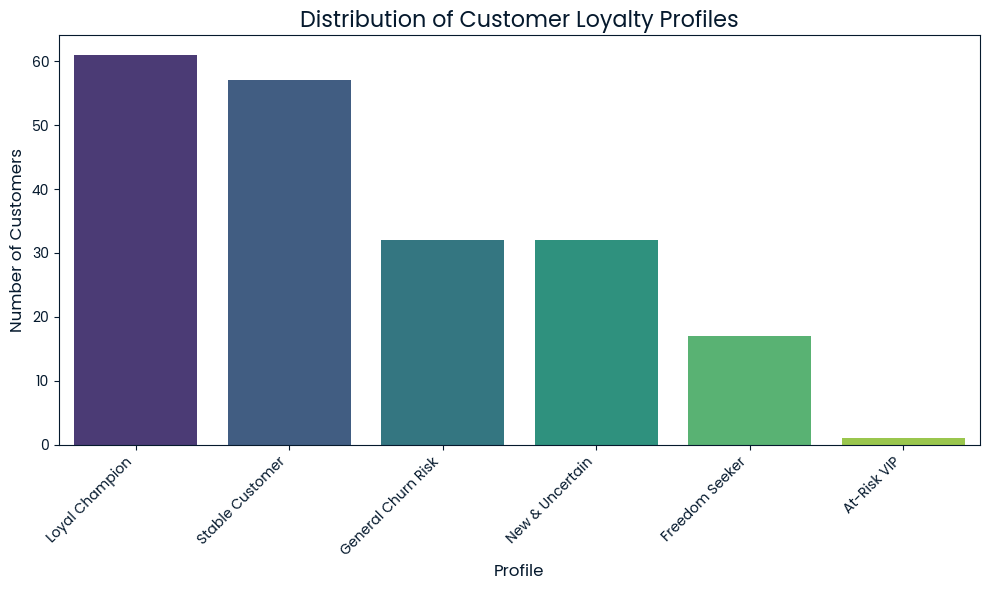 Distribution of Customer Loyalty Profiles
Number of Customers
60
50
40
30
20
10
0
Loyal Champion
Stable Customer
General Churn Risk
New & Uncertain
Freedom Seeker
At-Risk VIP
Profile